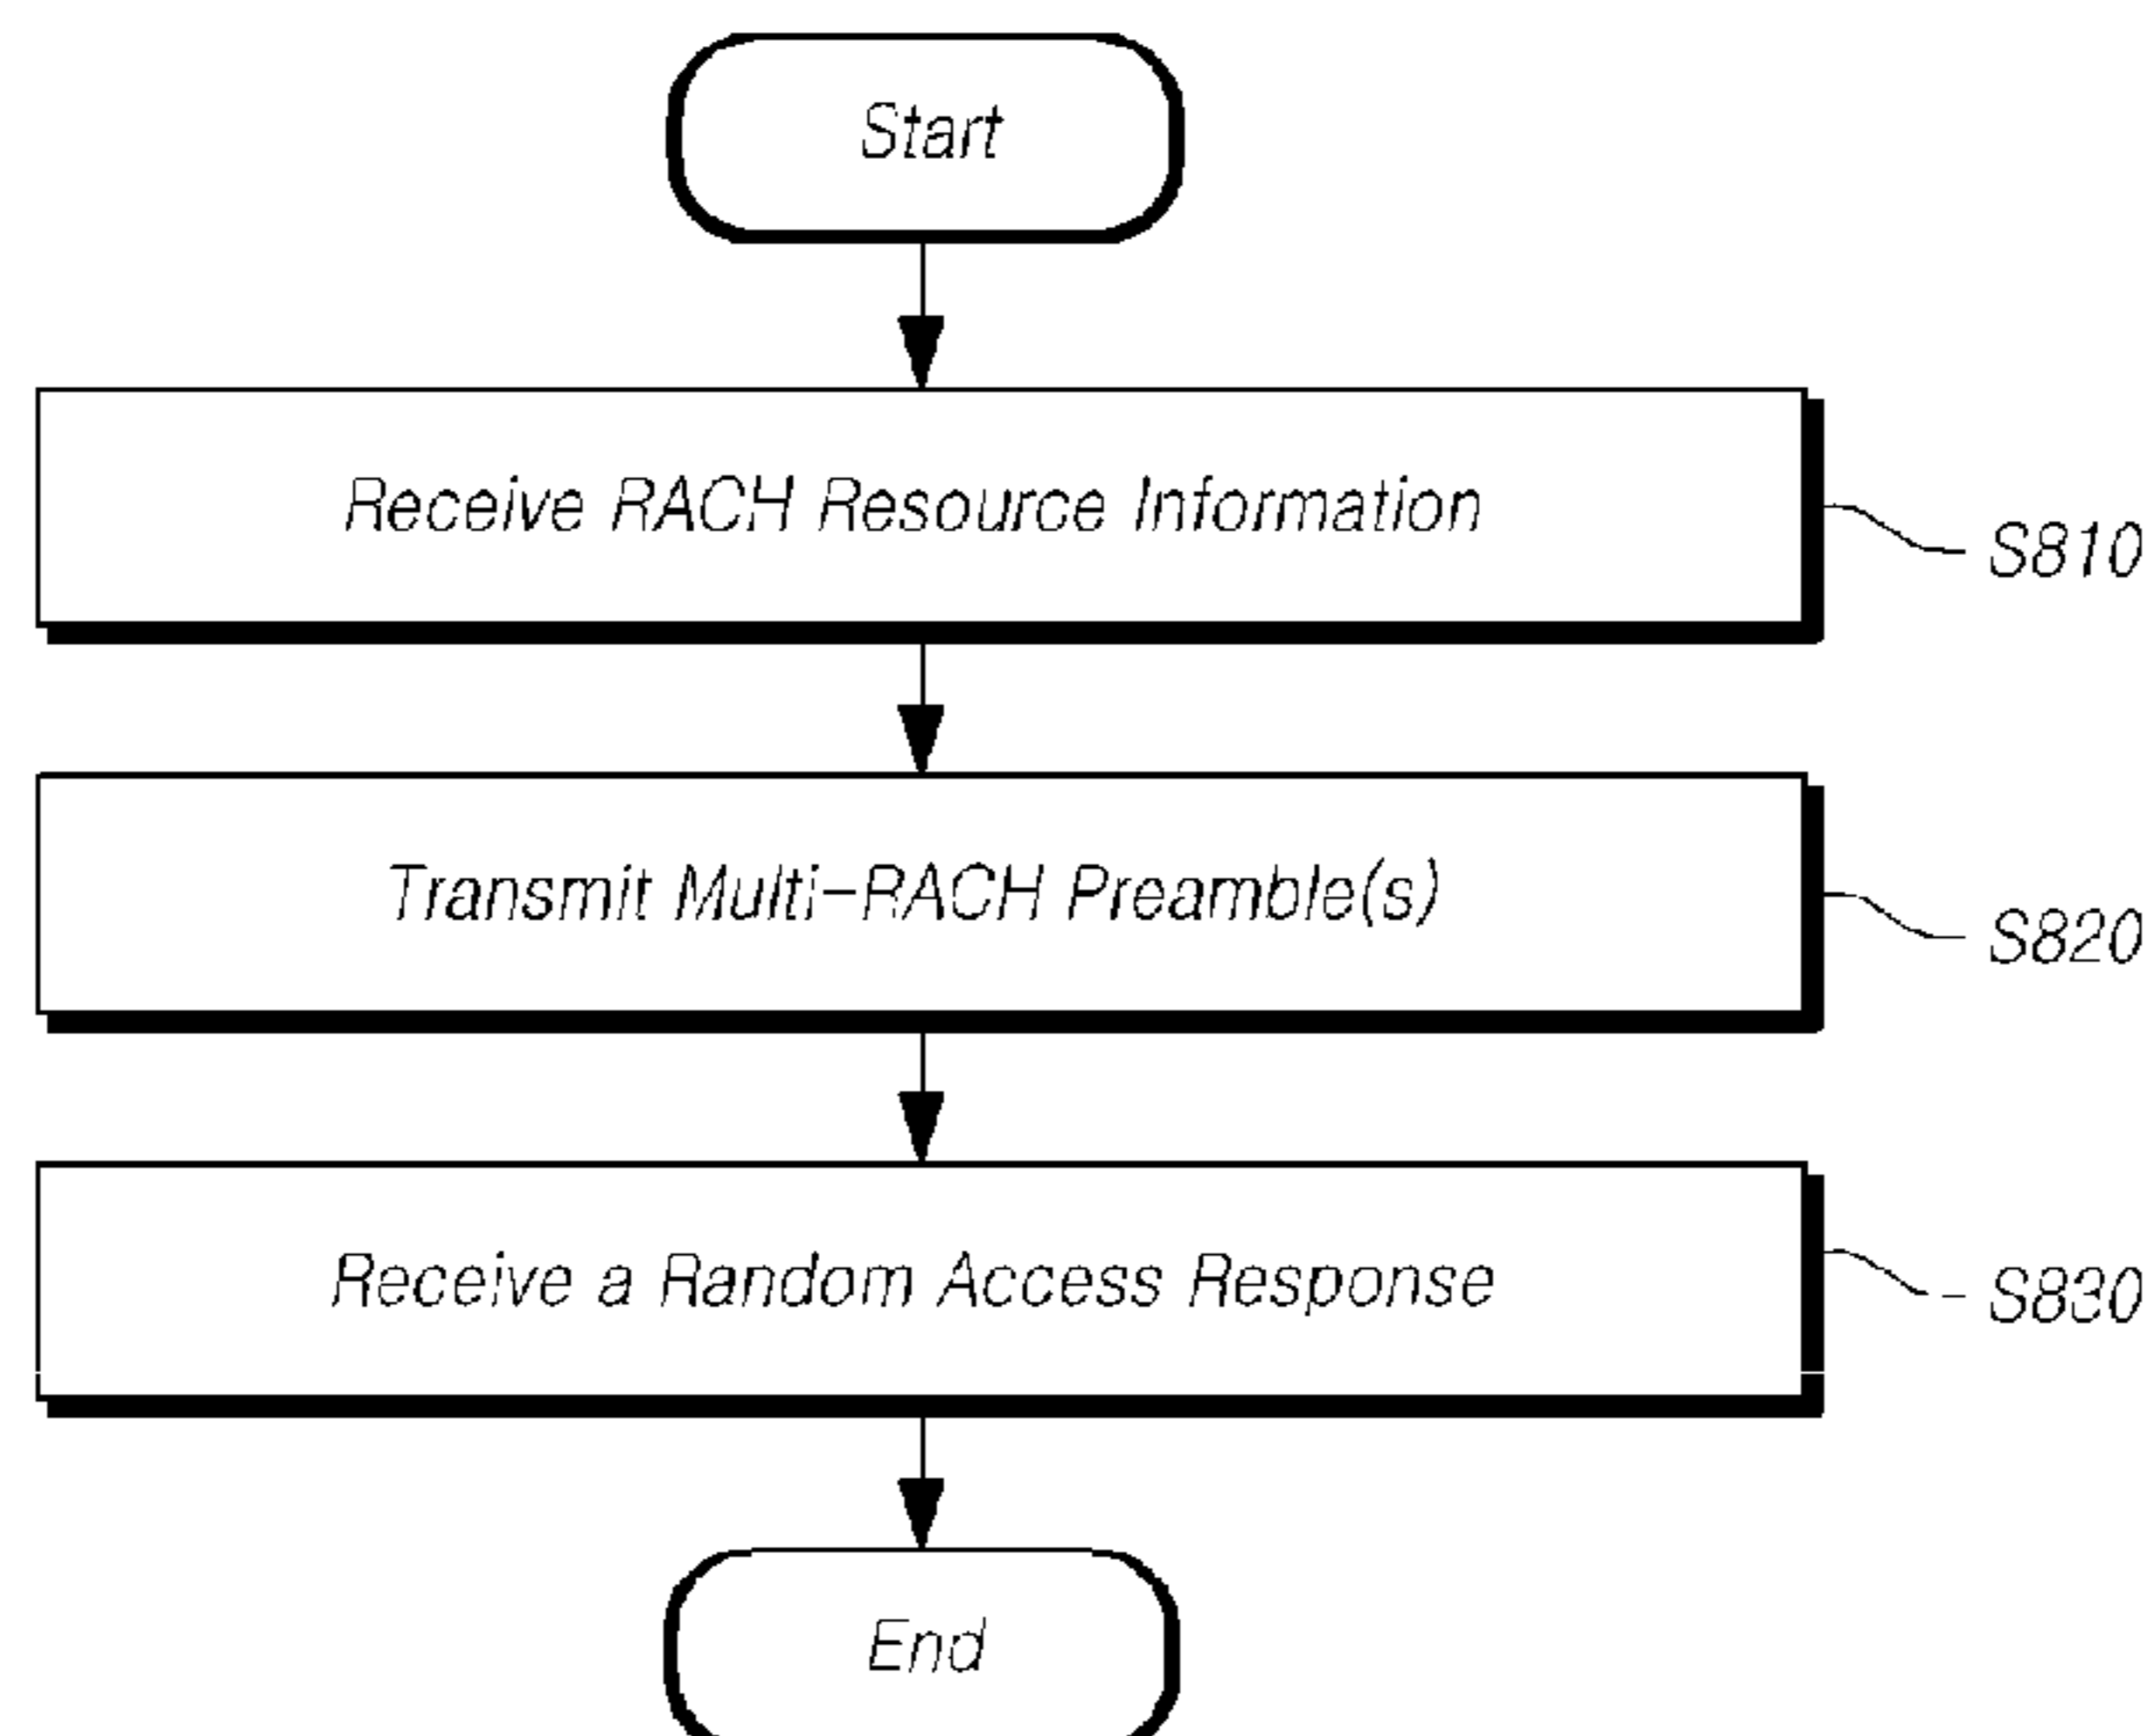 Start
Receive RACH Resource Information
S810
Transmit Multi-RACH Preamble(s)
S820
Receive a Random Access Response
S830
End